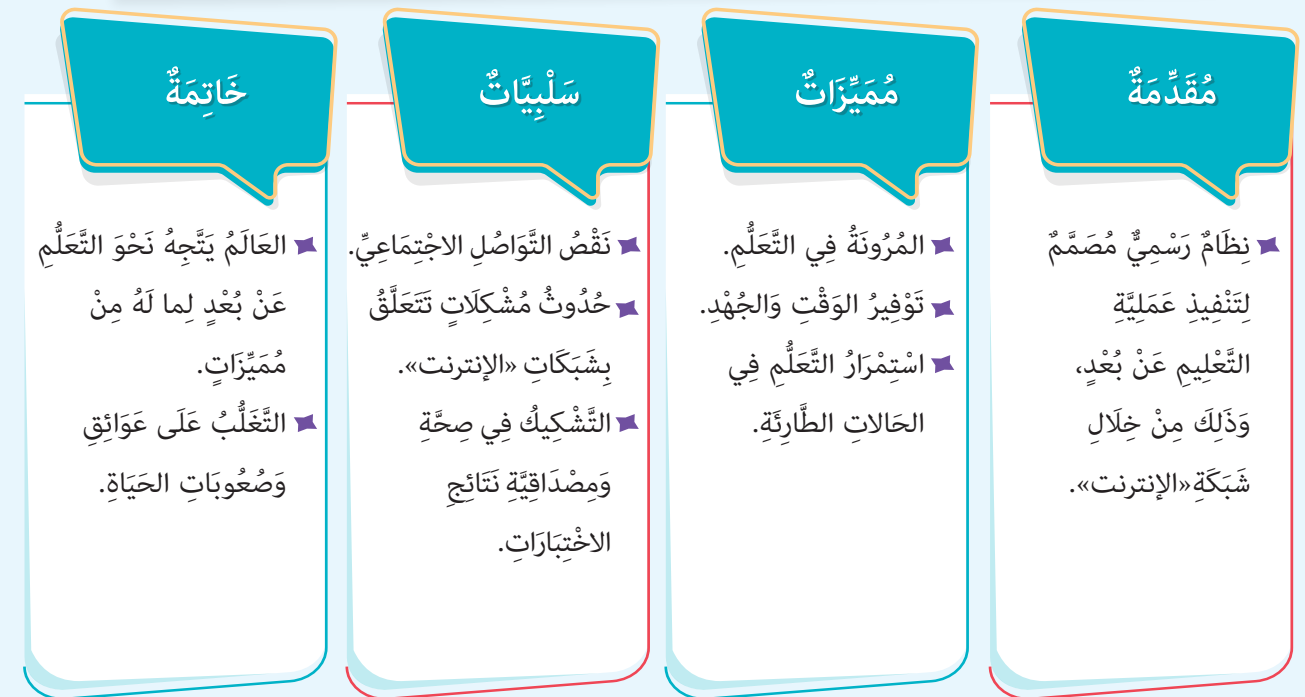 مُقَدِّمَةٌ
نِظَامٌ رَسْمِيٌّ مُصَمَّمٌ
لِتَنْفِيذِ عَمَلِيَّةِ
التَّعْلِيمِ عَنْ بُعْدٍ،
وَذَلِكَ مِنْ خِلَالِ
شَبَكَةِ«الإنترنت».
مُمَيِّزَاتٌ
المُرُونَةُ فِي التَّعَلُّمِ.
تَوْفِيرُ الوَقْتِ وَالجُهْدِ.
اسْتِمْرَارُ التَّعَلُّمِ فِي
الحَالاتِ الطَّارِئَةِ.
سَلْبِيَّاتٌ
نَقْصُ التَّوَاصُلِ الاجْتِمَاعِيِّ.
حُدُوثُ مُشْكِلَاتٍ تَتَعَلَّقُ
بِشَبَكَاتِ «الإنترنت».
التَّشْكِيكُ فِي صِحَّةِ
وَمِصْدَاقِيَّةِ نَتَائِجِ
الاخْتِبَارَاتِ.
خَاتِمَةٌ
العَالَمُ يَتَّجِهُ نَحْوَ التَّعَلُّمِ
عَنْ بُعْدٍ لِما لَهُ مِنْ
مُمَيِّزَاتٍ.
التَّغَلُّبُ عَلَى عَوَائِقِ
وَصُعُوبَاتِ الحَيَاةِ.